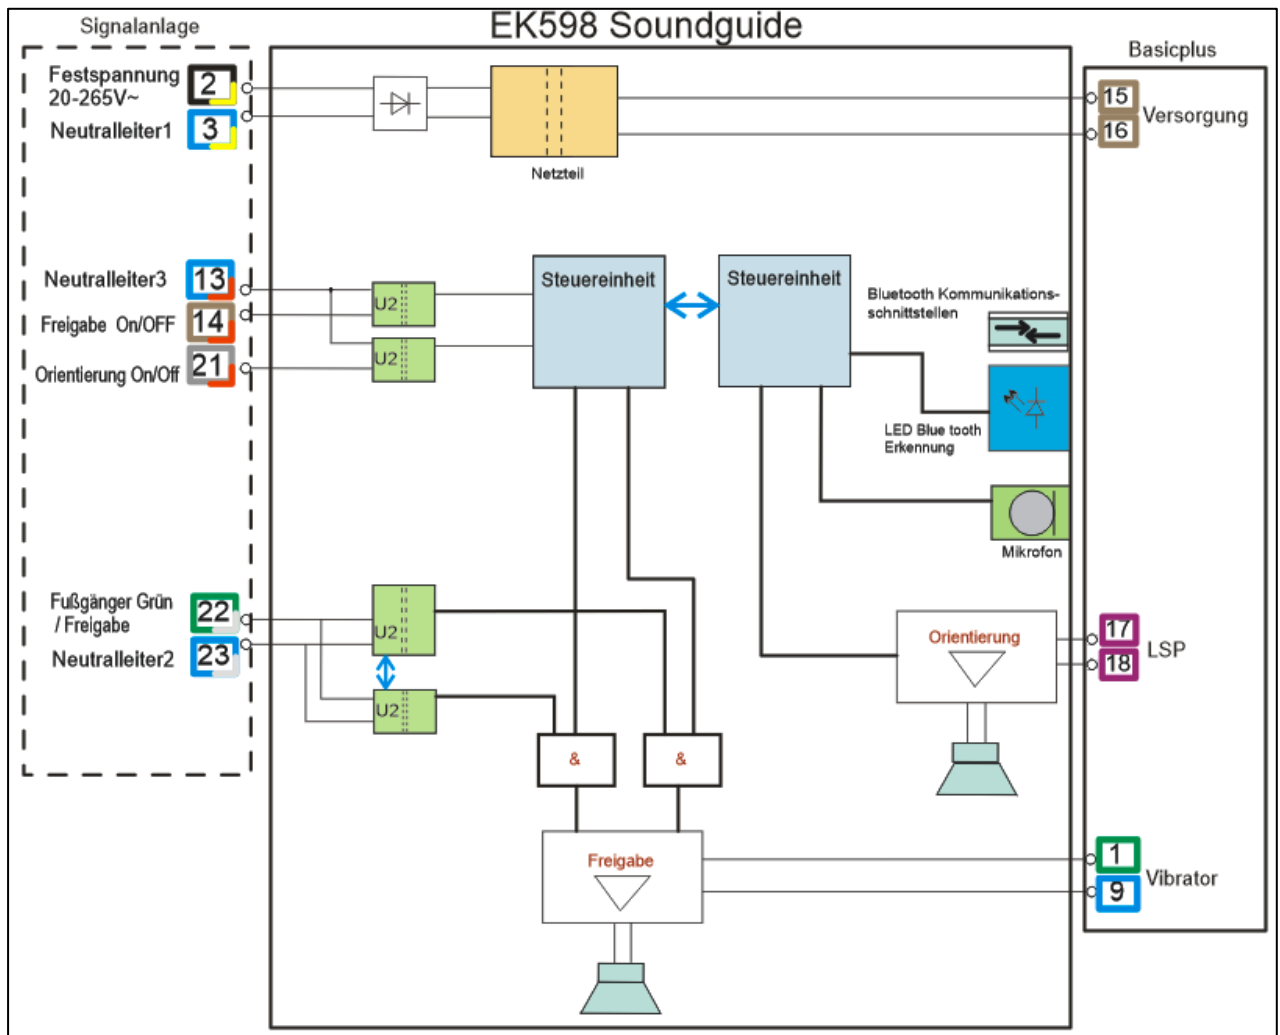 EK598 Soundguide
Signalanlage
Basicplus
Festspannung
20-265V~
2
Neutralleiter1
3
Netzteil
15
16
Versorgung
Neutralleiter3
13
Freigabe On/OFF
14
Orientierung On/Off
21
U2
U2
Steuereinheit
Steuereinheit
Bluetooth Kommunikations-
schnittstellen
LED Blue tooth
Erkennung
Mikrofon
Fußgänger Grün
/ Freigabe
22
Neutralleiter2
23
U2
U2
&
&
Orientierung
17
18
LSP
Freigabe
1
9
Vibrator